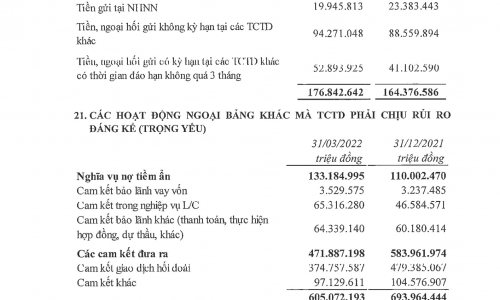 Tiền gửi tại NHNN 19.945.813 23.383.443
Tiền, ngoại hối gửi không kỳ hạn tại các TCTD 94.271.048 88.559.894
khác
Tiền, ngoại hối gửi có kỳ hạn tại các TCTD khác 52.893.925 41.102.590
có thời gian đáo hạn không quá 3 tháng
176.842.642 164.376.586
21. CÁC HOẠT ĐỘNG NGOẠI BẢNG KHÁC MÀ TCTD PHẢI CHỊU RỦI RO
ĐÁNG KỂ (TRỌNG YẾU)
31/03/2022 31/12/2021
triệu đồng triệu đồng
Nghĩa vụ nợ tiềm ẩn 133.184.995 110.002.470
Cam kết bảo lãnh vay vốn 3.529.575 3.237.485
Cam kết trong nghiệp vụ L/C 65.316.280 46.584.571
Cam kết bảo lãnh khác (thanh toán, thực hiện 64.339.140 60.180.414
hợp đồng, dự thầu, khác)
Các cam kết đưa ra 471.887.198 583.961.974
Cam kết giao dịch hối đoái 374.757.587 479.385.067
Cam kết khác 97.129.611 104.576.907
605.072.193 693.964.444